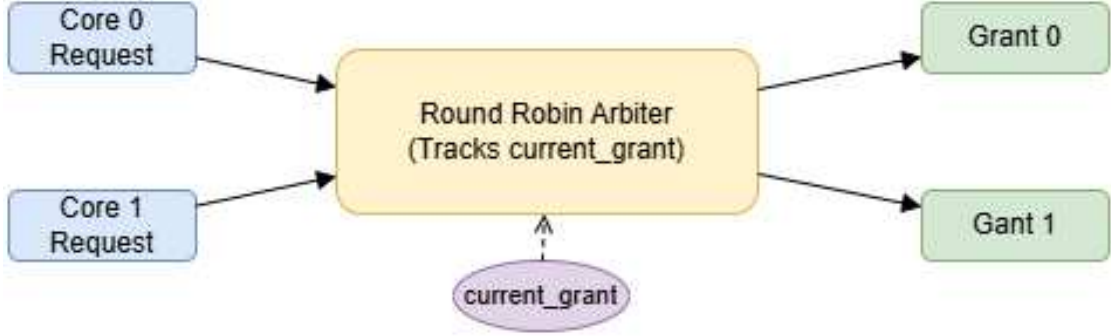 Core 0
Request
Grant 0
Round Robin Arbiter
(Tracks current_grant)
Core 1
Request
Gant 1
current_grant